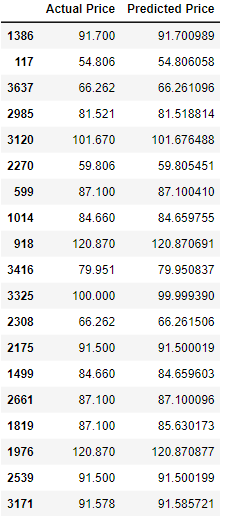 Actual Price Predicted Price
1386 91.700 91.700989
117 54.806 54.806058
3637 66.262 66.261096
2985 81.521 81.518814
3120 101.670 101.676488
2270 59.806 59.805451
599 87.100 87.100410
1014 84.660 84.659755
918 120.870 120.870691
3416 79.951 79.950837
3325 100.000 99.999390
2308 66.262 66.261506
2175 91.500 91.500019
1499 84.660 84.659603
2661 87.100 87.100096
1819 87.100 85.630173
1976 120.870 120.870877
2539 91.500 91.500199
3171 91.578 91.585721